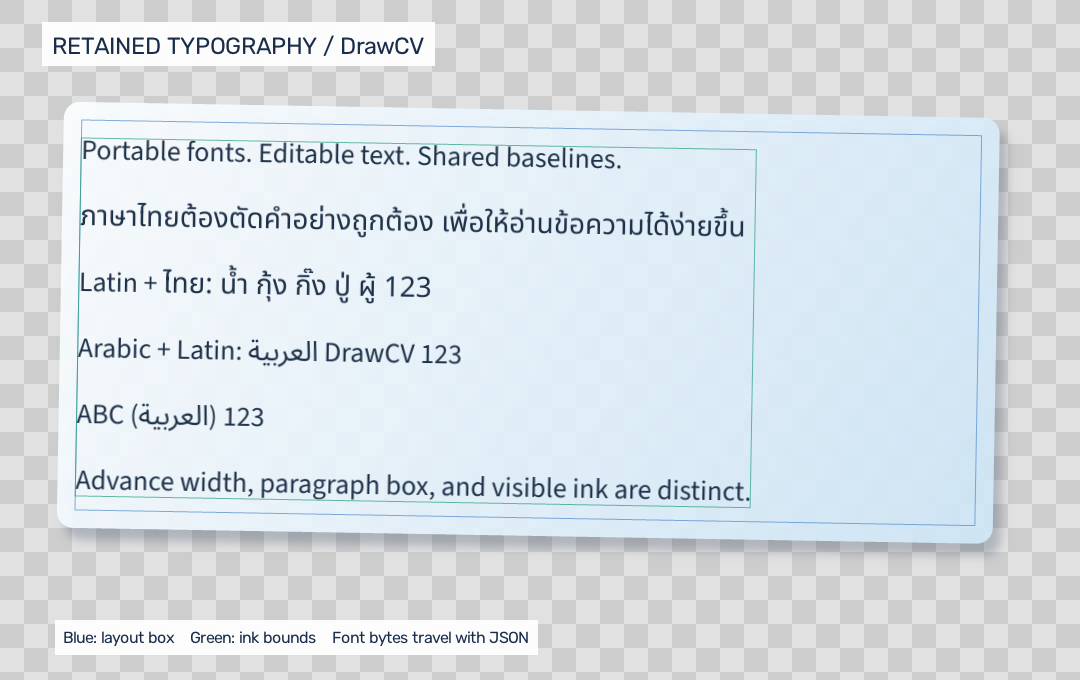 RETAINED TYPOGRAPHY / DrawCV
Portable fonts. Editable text. Shared baselines.
ภาษาไทยต้องตัดคำอย่างถูกต้อง เพื่อให้อ่านข้อความได้ง่ายขึ้น
Latin + ไทย: น้ำ กุ้ง กิ๊ง ปู่ ผู้ 123
Arabic + Latin: العربية DrawCV 123
ABC (العربية) 123
Advance width, paragraph box, and visible ink are distinct.
Blue: layout box Green: ink bounds Font bytes travel with JSON